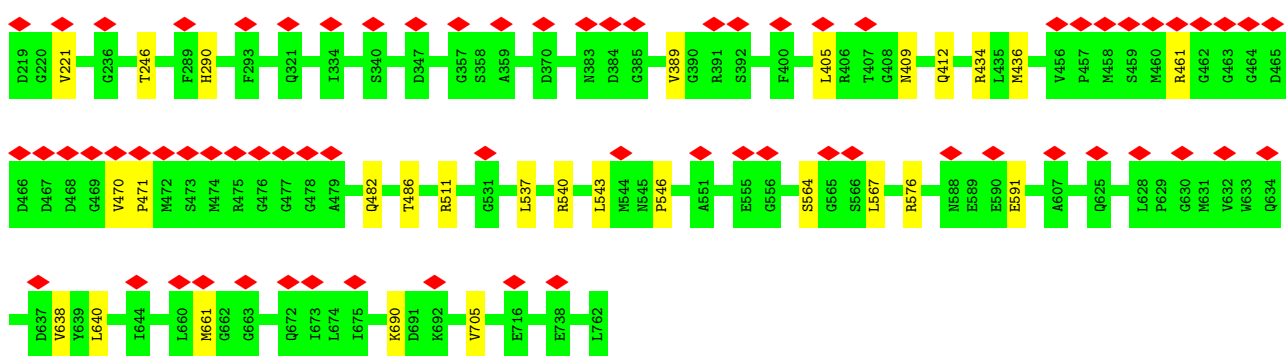 D219 G220 V221 G236 T246 F289 H290 F293 Q321 I334 S340 D347 G357 S358 A359 D370 N383 D384 G385 V389 G390 R391 S392 F400 L405 R406 T407 G408 N409 Q412 R434 L435 M436 V456 P457 M458 S459 M460 R461 G462 G463 G464 D465
D466 D467 D468 G469 V470 P471 M472 S473 M474 R475 G476 G477 G478 A479 Q482 T486 R511 G531 L537 R540 L543 M544 N545 P546 A551 E555 G556 S564 G565 S566 L567 R576 N588 E589 E590 E591 A607 Q625 L628 P629 G630 M631 V632 W633 Q634
D637 V638 Y639 L640 I644 L660 M661 G662 G663 Q672 I673 L674 I675 K690 D691 K692 V705 E716 E738 L762